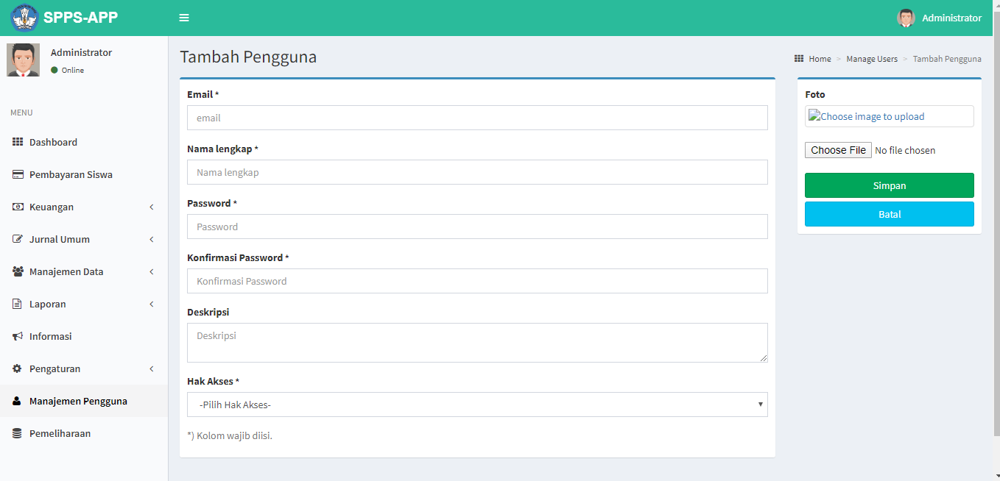 SPPS-APP
Administrator
Administrator
Online
MENU
Dashboard
Pembayaran Siswa
Keuangan
Jurnal Umum
Manajemen Data
Laporan
Informasi
Pengaturan
Manajemen Pengguna
Pemeliharaan
Tambah Pengguna
Home > Manage Users > Tambah Pengguna
Email *
email
Nama lengkap *
Nama lengkap
Password *
Password
Konfirmasi Password *
Konfirmasi Password
Deskripsi
Deskripsi
Hak Akses *
-Pilih Hak Akses-
*) Kolom wajib diisi.
Foto
Choose image to upload
Choose File No file chosen
Simpan
Batal